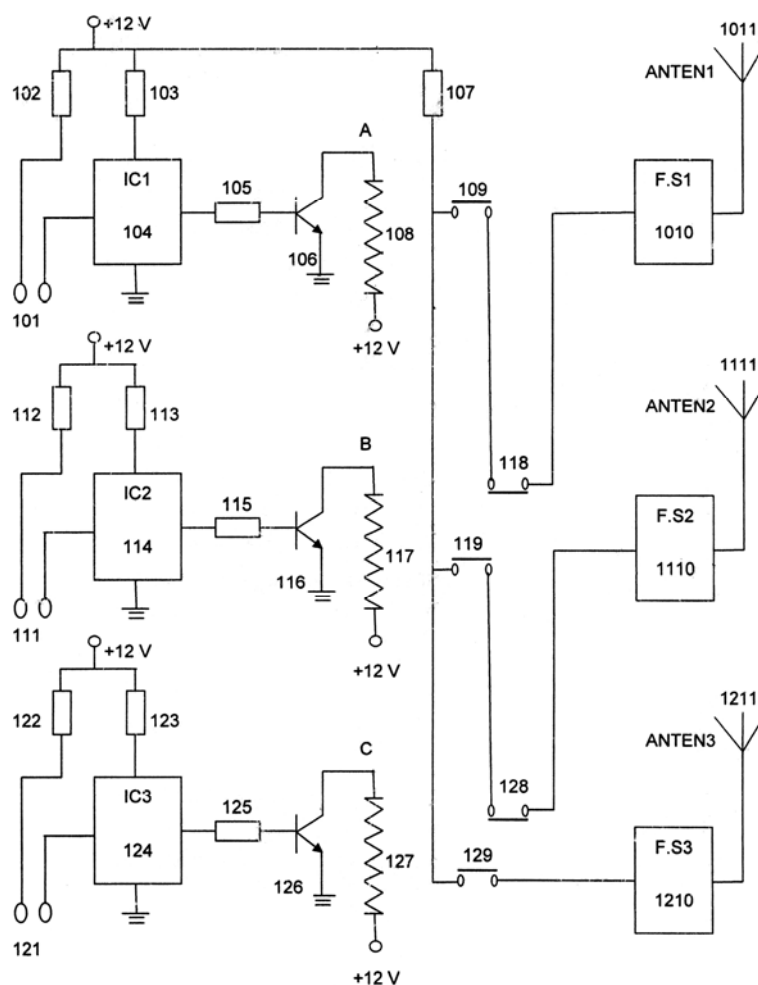 +12 V
1011
102
103
107
ANTEN1
A
IC1
105
109
F.S1
104
108
1010
106
101
+12 V
+12 V
1111
112
113
ANTEN2
B
118
IC2
115
F.S2
119
114
117
1110
116
111
+12 V
+12 V
1211
122
123
ANTEN3
C
128
IC3
125
F.S3
129
124
127
126
1210
121
+12 V